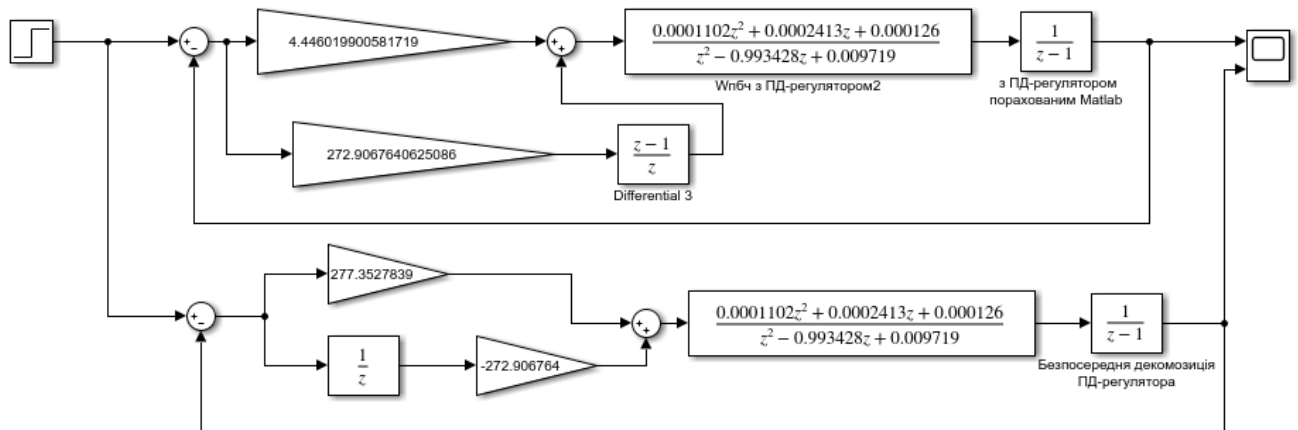 4.446019900581719
0.0001102z² + 0.0002413z + 0.000126
z² − 0.993428z + 0.009719
1
z − 1
Wпбч з ПД-регулятором2
з ПД-регулятором
порахованим Matlab
272.9067640625086
z − 1
z
Differential 3
277.3527839
0.0001102z² + 0.0002413z + 0.000126
z² − 0.993428z + 0.009719
1
z − 1
1
z
-272.906764
Безпосередня декомозиція
ПД-регулятора